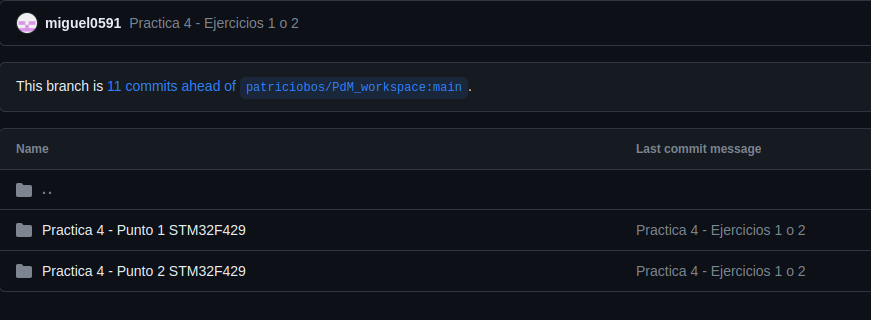 miguel0591 Practica 4 - Ejercicios 1 o 2
This branch is 11 commits ahead of patriciobos/PdM_workspace:main.
Name Last commit message
..
Practica 4 - Punto 1 STM32F429 Practica 4 - Ejercicios 1 o 2
Practica 4 - Punto 2 STM32F429 Practica 4 - Ejercicios 1 o 2